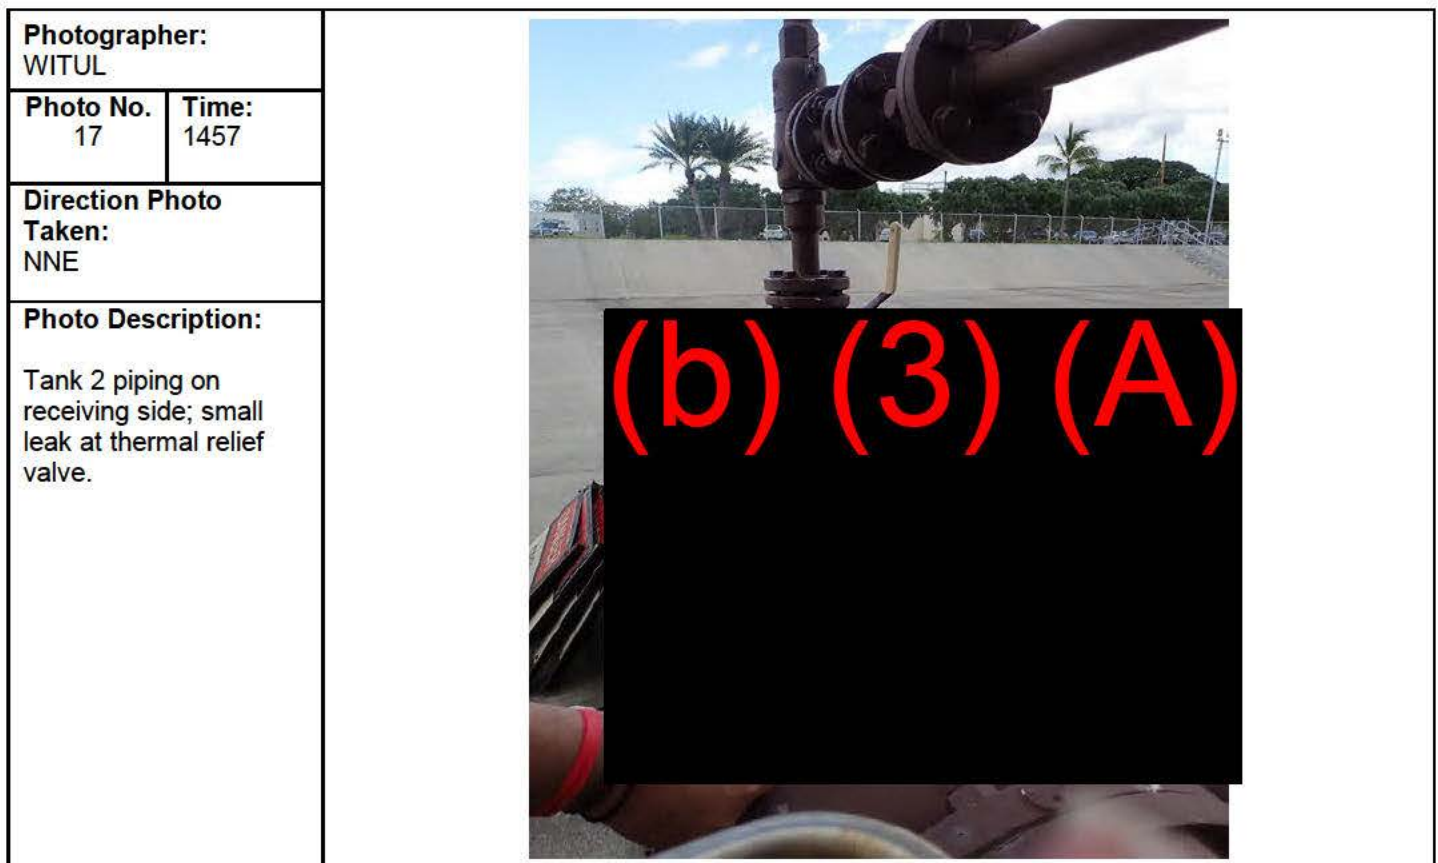 Photographer:
WITUL
Photo No.
17
Time:
1457
Direction Photo
Taken:
NNE
Photo Description:
Tank 2 piping on
receiving side; small
leak at thermal relief
valve.
(b) (3) (A)